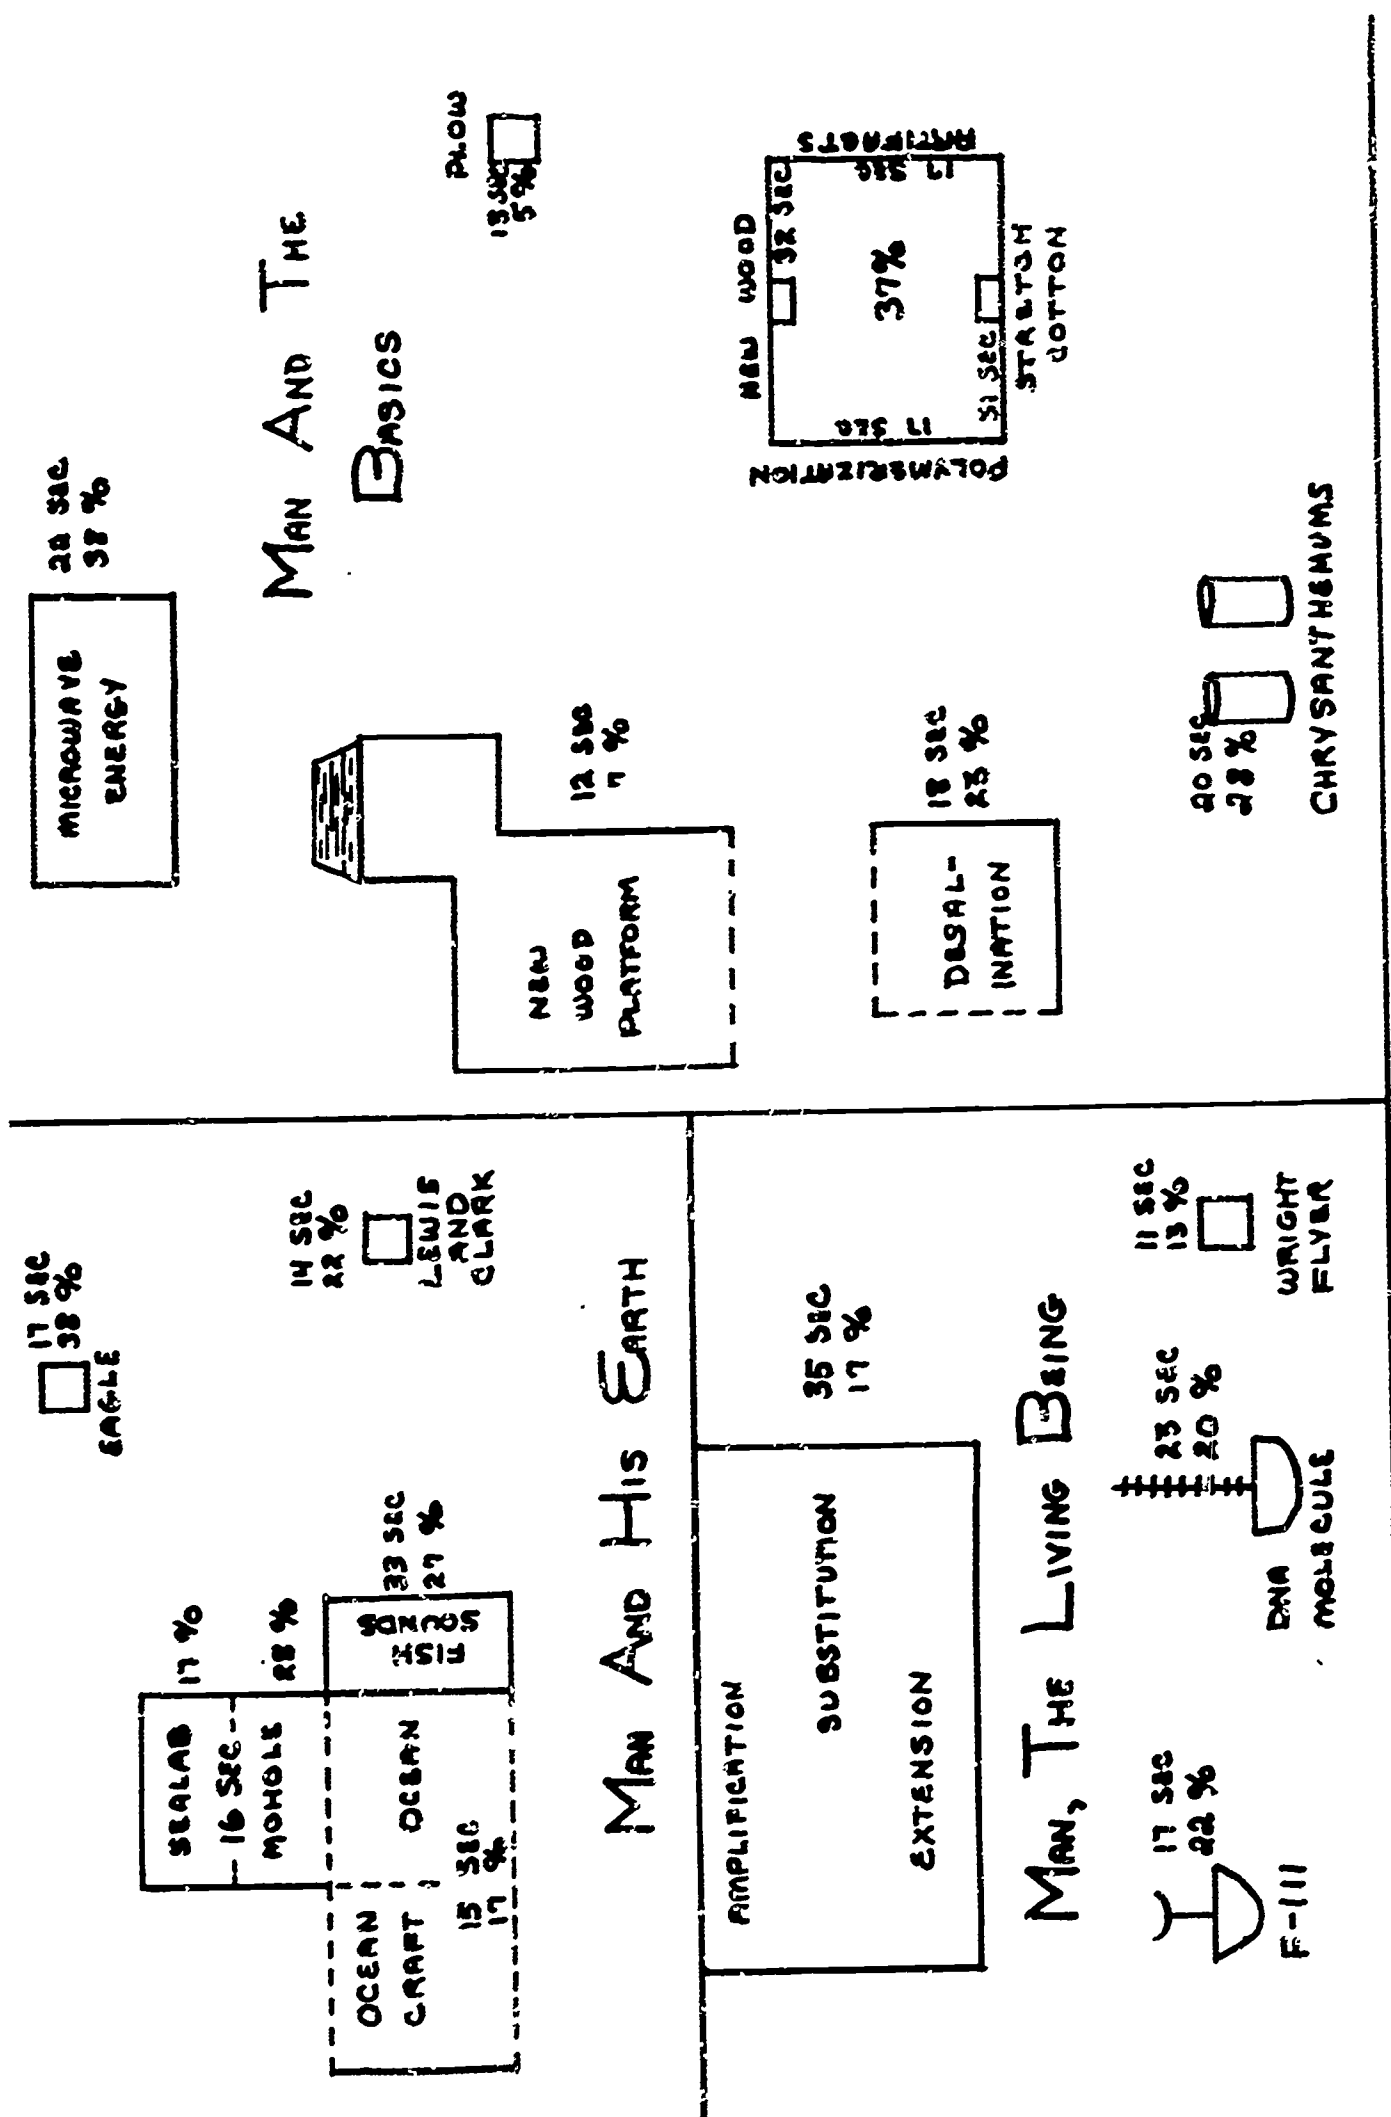 17 SEC
38 %
EAGLE
14 SEC
22 %
LEWIS
AND
CLARK
SEALAB
16 SEC
MOHOLE
17 %
28 %
OCEAN
CRAFT
OCEAN
15 SEC
17 %
FISH
SOUNDS
33 SEC
27 %
MAN AND HIS EARTH
AMPLIFICATION
SUBSTITUTION
EXTENSION
35 SEC
17 %
MAN, THE LIVING BEING
17 SEC
22 %
F-111
23 SEC
20 %
DNA
MOLECULE
11 SEC
13 %
WRIGHT
FLYER
MICROWAVE
ENERGY
22 SEC
38 %
MAN AND THE
BASICS
PLOW
13 SEC
5 %
NEW
WOOD
PLATFORM
12 SEC
7 %
NEW WOOD
32 SEC
POLYMERIZATION
17 SEC
37%
17 SEC
ARTIFACTS
51 SEC
STRETCH
COTTON
DESAL-
INATION
18 SEC
23 %
20 SEC
28 %
CHRYSANTHEMUMS